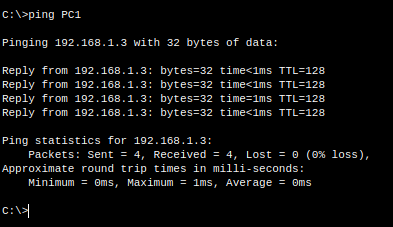 C:\>ping PC1
Pinging 192.168.1.3 with 32 bytes of data:
Reply from 192.168.1.3: bytes=32 time<1ms TTL=128
Reply from 192.168.1.3: bytes=32 time<1ms TTL=128
Reply from 192.168.1.3: bytes=32 time=1ms TTL=128
Reply from 192.168.1.3: bytes=32 time<1ms TTL=128
Ping statistics for 192.168.1.3:
    Packets: Sent = 4, Received = 4, Lost = 0 (0% loss),
Approximate round trip times in milli-seconds:
    Minimum = 0ms, Maximum = 1ms, Average = 0ms
C:\>